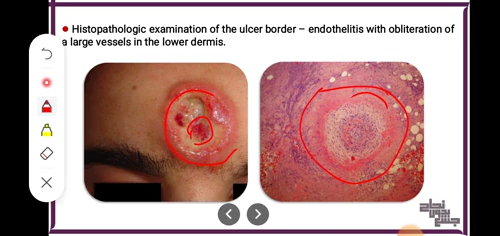 Histopathologic examination of the ulcer border – endothelitis with obliteration of
a large vessels in the lower dermis.